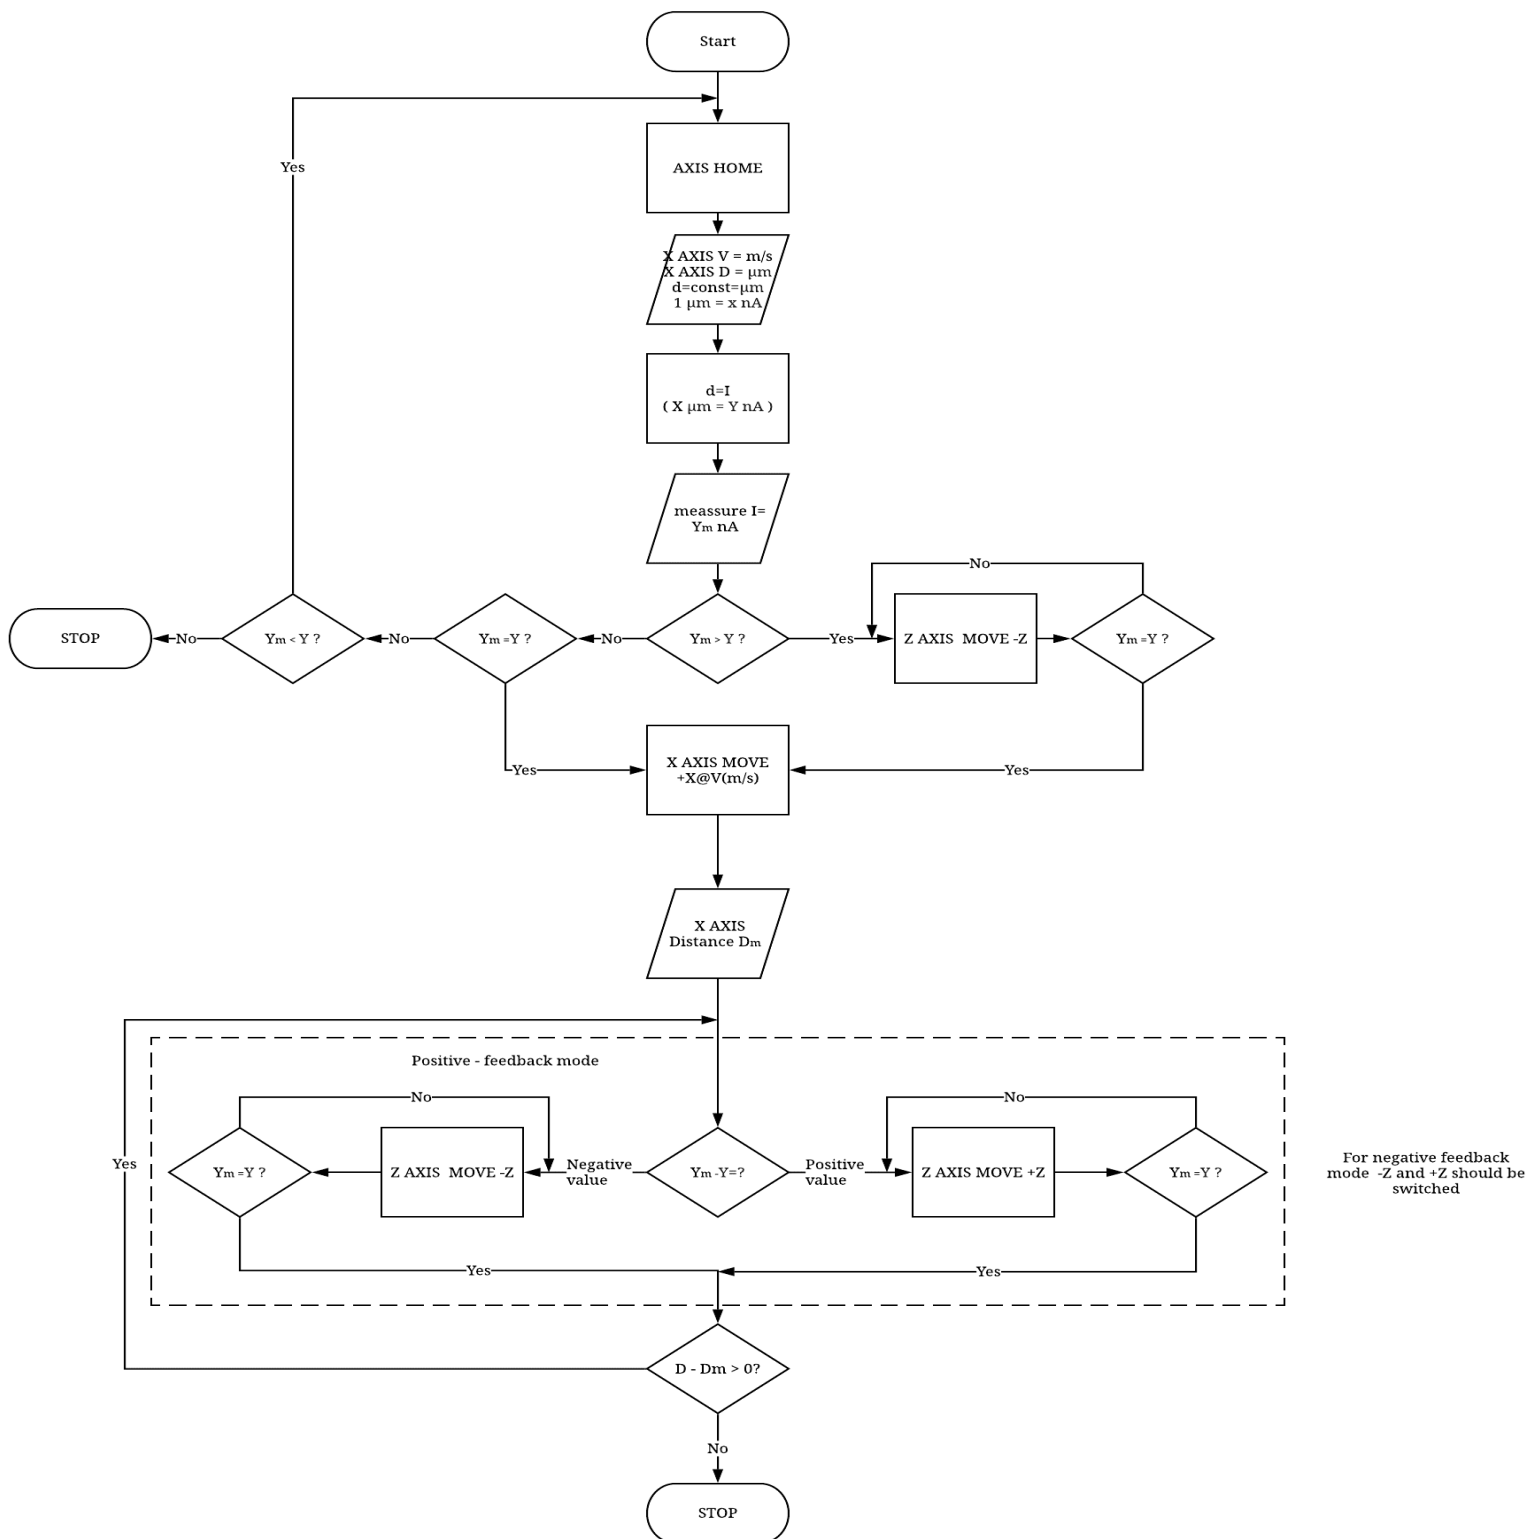 Start
Yes
AXIS HOME
X AXIS V = m/s
X AXIS D = μm
d=const=μm
1 μm = x nA
d=I
( X μm = Y nA )
meassure I=
Ym nA
No
STOP
No
Ym < Y ?
No
Ym =Y ?
No
Ym > Y ?
Yes
Z AXIS  MOVE -Z
Ym =Y ?
X AXIS MOVE
+X@V(m/s)
Yes
Yes
X AXIS
Distance Dm
Positive - feedback mode
No
No
Yes
Ym =Y ?
Z AXIS  MOVE -Z
Negative
value
Ym -Y=?
Positive
value
Z AXIS MOVE +Z
Ym =Y ?
For negative feedback
mode  -Z and +Z should be
switched
Yes
Yes
D - Dm > 0?
No
STOP